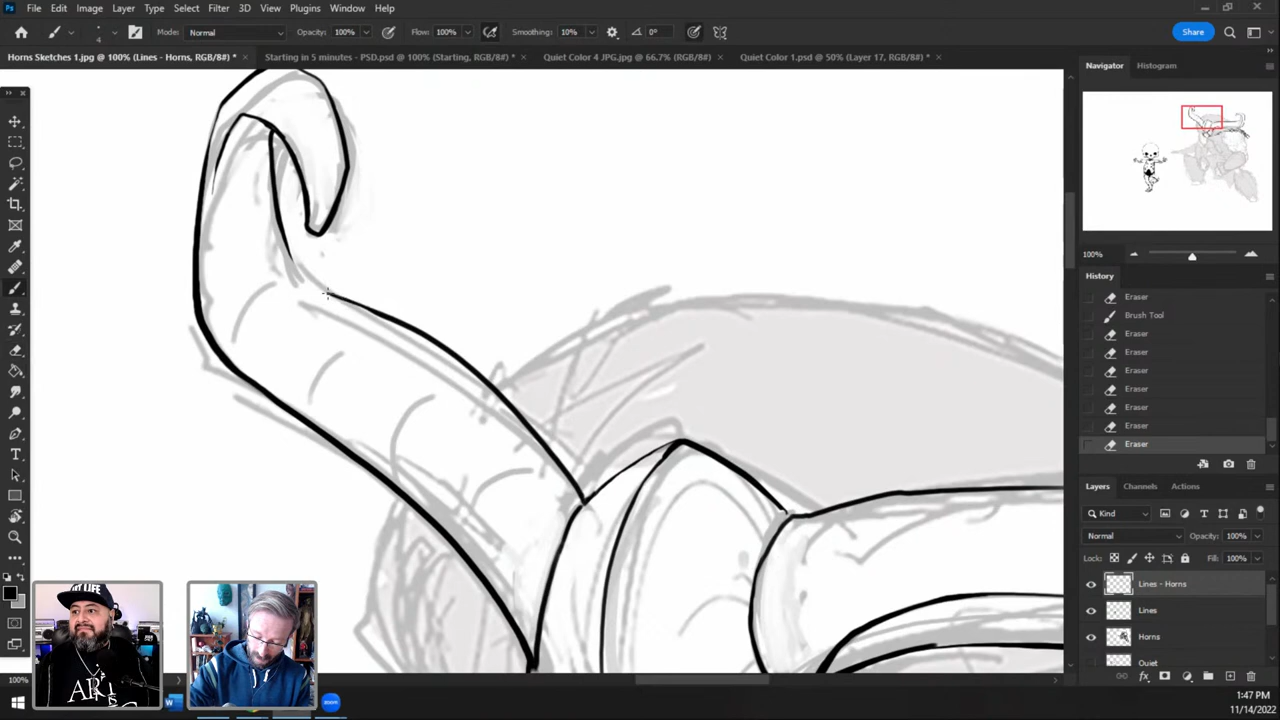 Ps File Edit Image Layer Type Select Filter 3D View Plugins Window Help
4 Mode: Normal Opacity: 100% Flow: 100% Smoothing: 10% 0° Share
Horns Sketches 1.jpg @ 100% (Lines - Horns, RGB/8#) * × Starting in 5 minutes - PSD.psd @ 100% (Starting, RGB/8#) * × Quiet Color 4 JPG.jpg @ 66.7% (RGB/8#) × Quiet Color 1.psd @ 50% (Layer 17, RGB/8#) * ×
Navigator Histogram
100%
History
Eraser
Brush Tool
Eraser
Eraser
Eraser
Eraser
Eraser
Eraser
Eraser
Layers Channels Actions
Kind
Normal Opacity: 100%
Lock: Fill: 100%
Lines - Horns
Lines
Horns
Quiet
100%
zoom
1:47 PM
11/14/2022